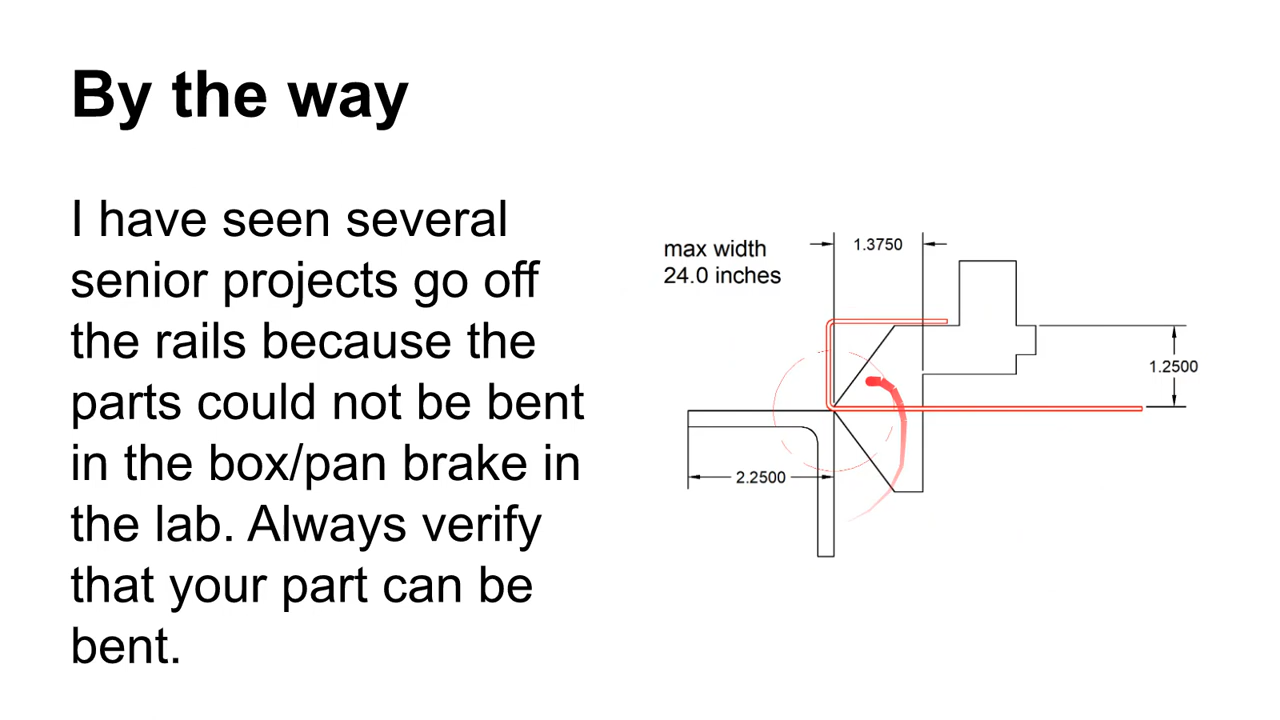 By the way
I have seen several
senior projects go off
the rails because the
parts could not be bent
in the box/pan brake in
the lab. Always verify
that your part can be
bent.
max width
24.0 inches
1.3750
1.2500
2.2500